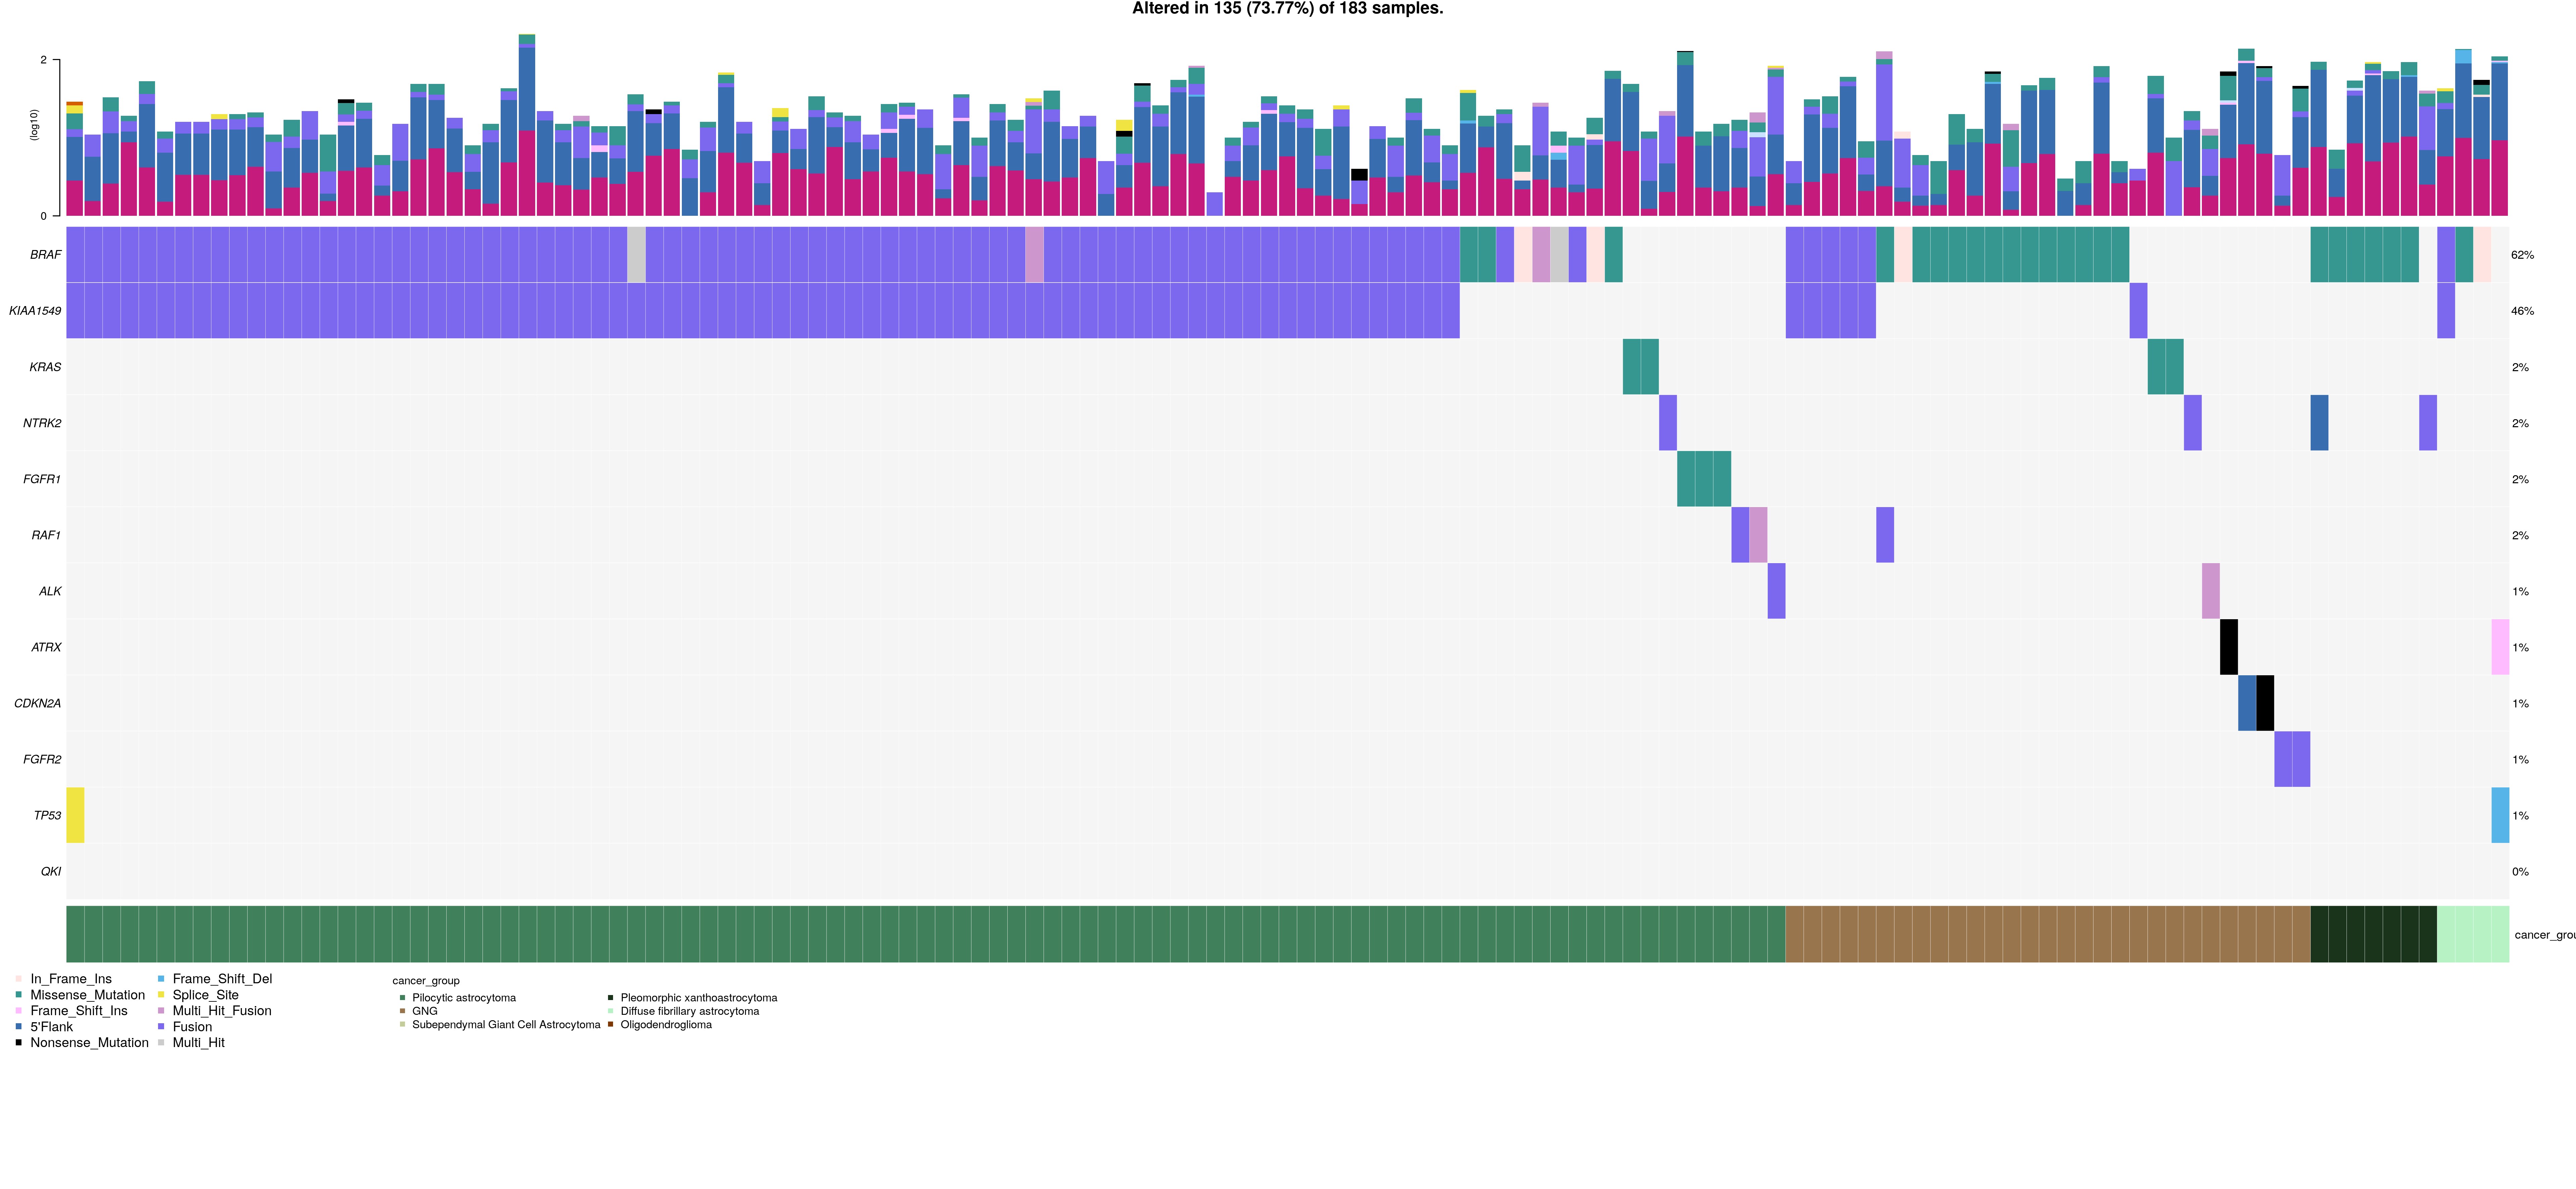 Altered in 135 (73.77%) of 183 samples.
2
(log10)
0
BRAF 62%
KIAA1549 46%
KRAS 2%
NTRK2 2%
FGFR1 2%
RAF1 2%
ALK 1%
ATRX 1%
CDKN2A 1%
FGFR2 1%
TP53 1%
QKI 0%
cancer_grou
In_Frame_Ins
Missense_Mutation
Frame_Shift_Ins
5'Flank
Nonsense_Mutation
Frame_Shift_Del
Splice_Site
Multi_Hit_Fusion
Fusion
Multi_Hit
cancer_group
Pilocytic astrocytoma
GNG
Subependymal Giant Cell Astrocytoma
Pleomorphic xanthoastrocytoma
Diffuse fibrillary astrocytoma
Oligodendroglioma